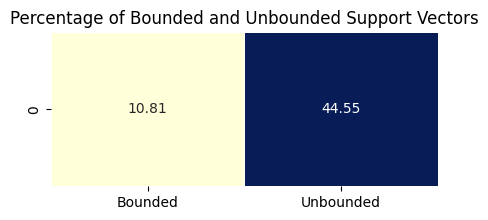 Percentage of Bounded and Unbounded Support Vectors
0
10.81
44.55
Bounded
Unbounded